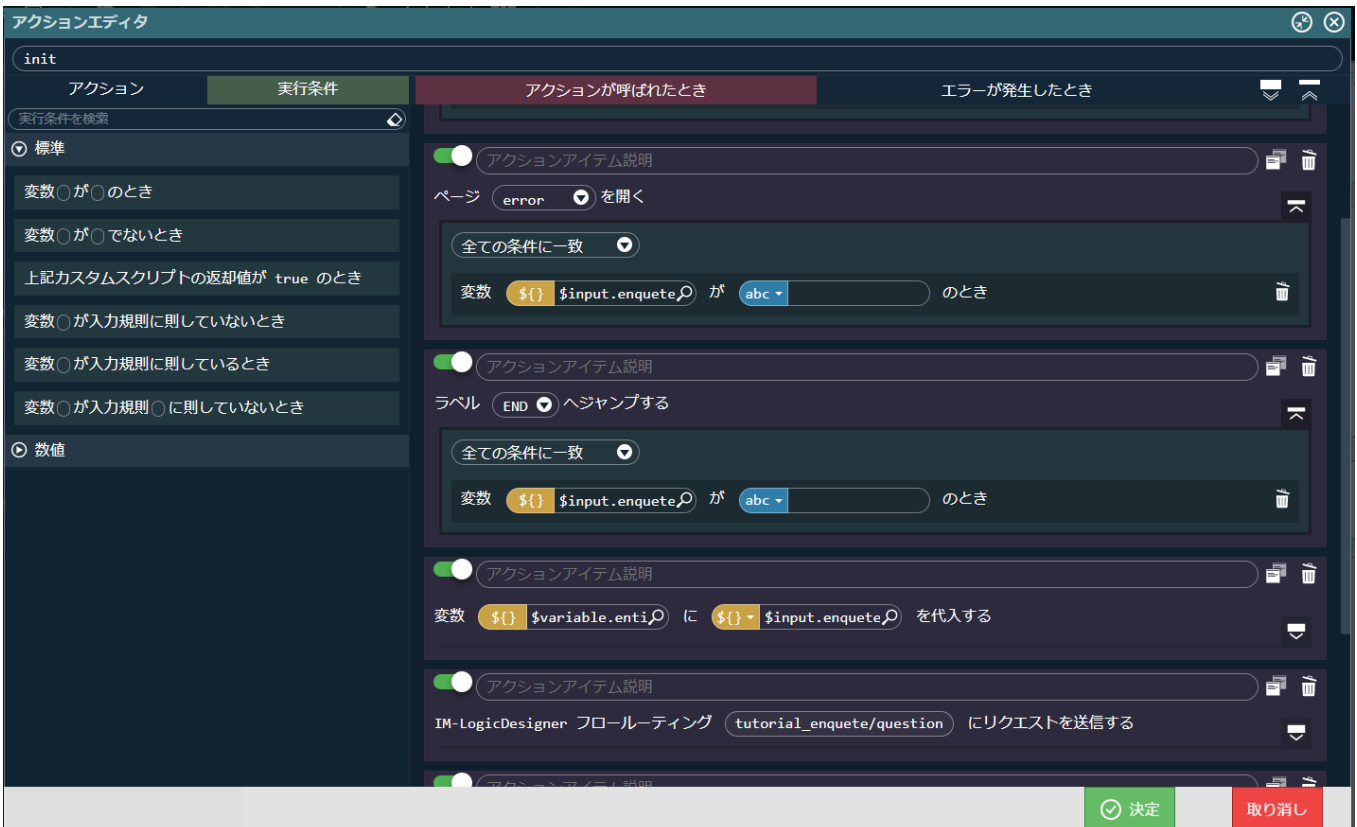 アクションエディタ
init
アクション
実行条件
アクションが呼ばれたとき
エラーが発生したとき
実行条件を検索
標準
変数 が のとき
変数 が でないとき
上記カスタムスクリプトの返却値が true のとき
変数 が入力規則に則していないとき
変数 が入力規則に則しているとき
変数 が入力規則 に則していないとき
数値
アクションアイテム説明
ページ error を開く
全ての条件に一致
変数 ${} $input.enquete が abc のとき
アクションアイテム説明
ラベル END へジャンプする
全ての条件に一致
変数 ${} $input.enquete が abc のとき
アクションアイテム説明
変数 ${} $variable.enti に ${} $input.enquete を代入する
アクションアイテム説明
IM-LogicDesigner フロールーティング tutorial_enquete/question にリクエストを送信する
アクションアイテム説明
決定
取り消し